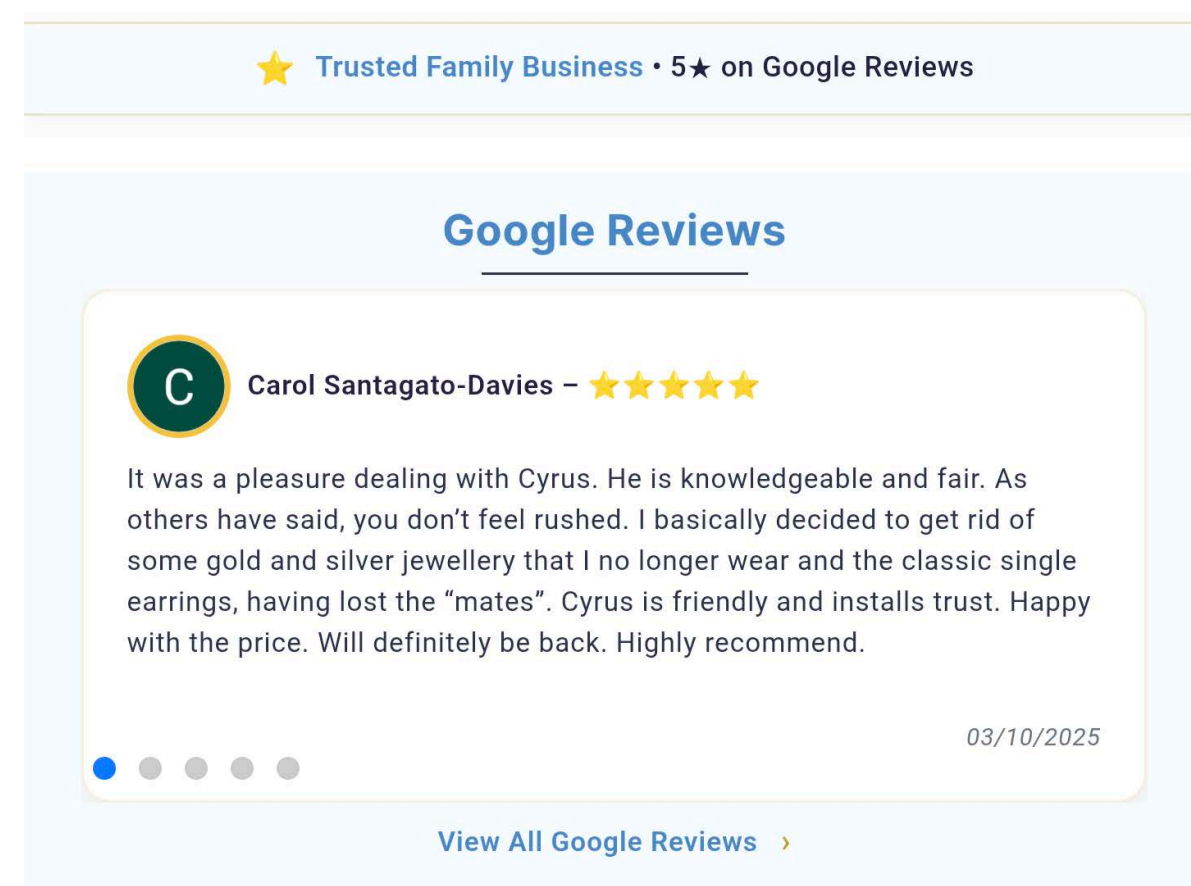 ⭐ Trusted Family Business • 5★ on Google Reviews
Google Reviews
C
Carol Santagato-Davies – ⭐⭐⭐⭐⭐
It was a pleasure dealing with Cyrus. He is knowledgeable and fair. As
others have said, you don’t feel rushed. I basically decided to get rid of
some gold and silver jewellery that I no longer wear and the classic single
earrings, having lost the “mates”. Cyrus is friendly and installs trust. Happy
with the price. Will definitely be back. Highly recommend.
03/10/2025
View All Google Reviews ›